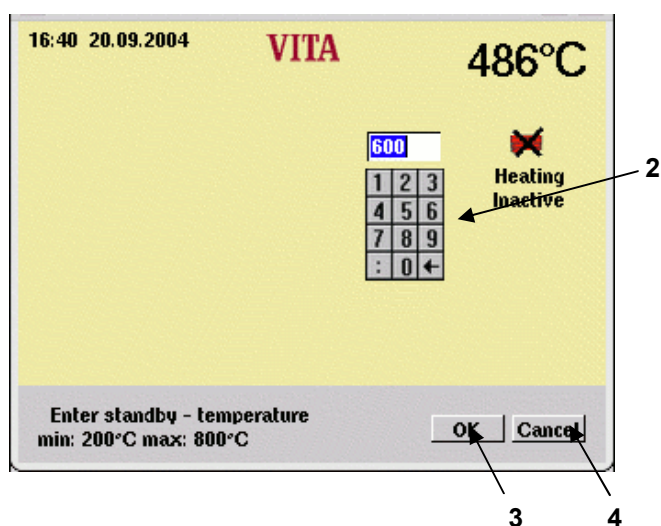 16:40 20.09.2004
VITA
486°C
600
Heating
Inactive
1 2 3
4 5 6
7 8 9
: 0 ←
2
Enter standby - temperature
min: 200°C max: 800°C
OK
Cancel
3
4